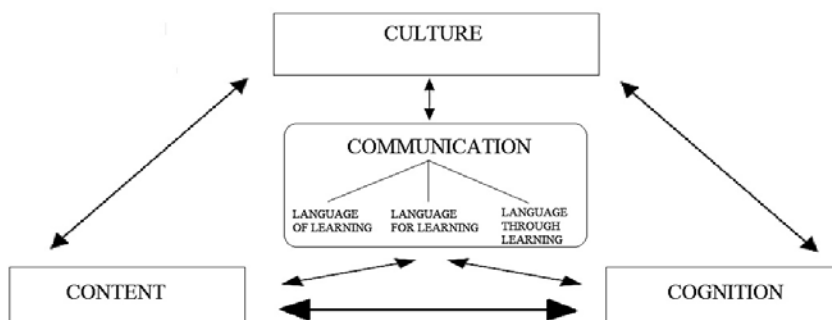 CULTURE
COMMUNICATION
LANGUAGE
OF LEARNING
LANGUAGE
FOR LEARNING
LANGUAGE
THROUGH
LEARNING
CONTENT
COGNITION